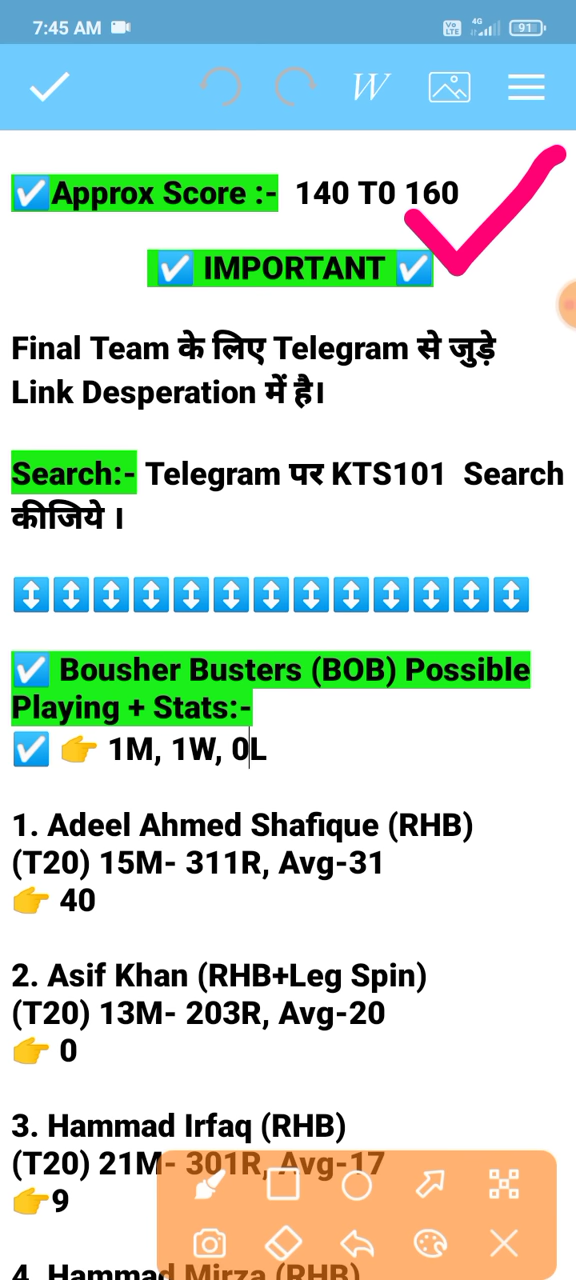 7:45 AM
Vo LTE 4G 91
W
✅Approx Score :- 140 T0 160
✅ IMPORTANT ✅
Final Team के लिए Telegram से जुड़े
Link Desperation में है।
Search:- Telegram पर KTS101 Search
कीजिये ।
↕️↕️↕️↕️↕️↕️↕️↕️↕️↕️↕️↕️↕️
✅ Bousher Busters (BOB) Possible
Playing + Stats:-
✅ 👉 1M, 1W, 0L
1. Adeel Ahmed Shafique (RHB)
(T20) 15M- 311R, Avg-31
👉 40
2. Asif Khan (RHB+Leg Spin)
(T20) 13M- 203R, Avg-20
👉 0
3. Hammad Irfaq (RHB)
(T20) 21M- 301R, Avg-17
👉9
4. Hammad Mirza (RHB)